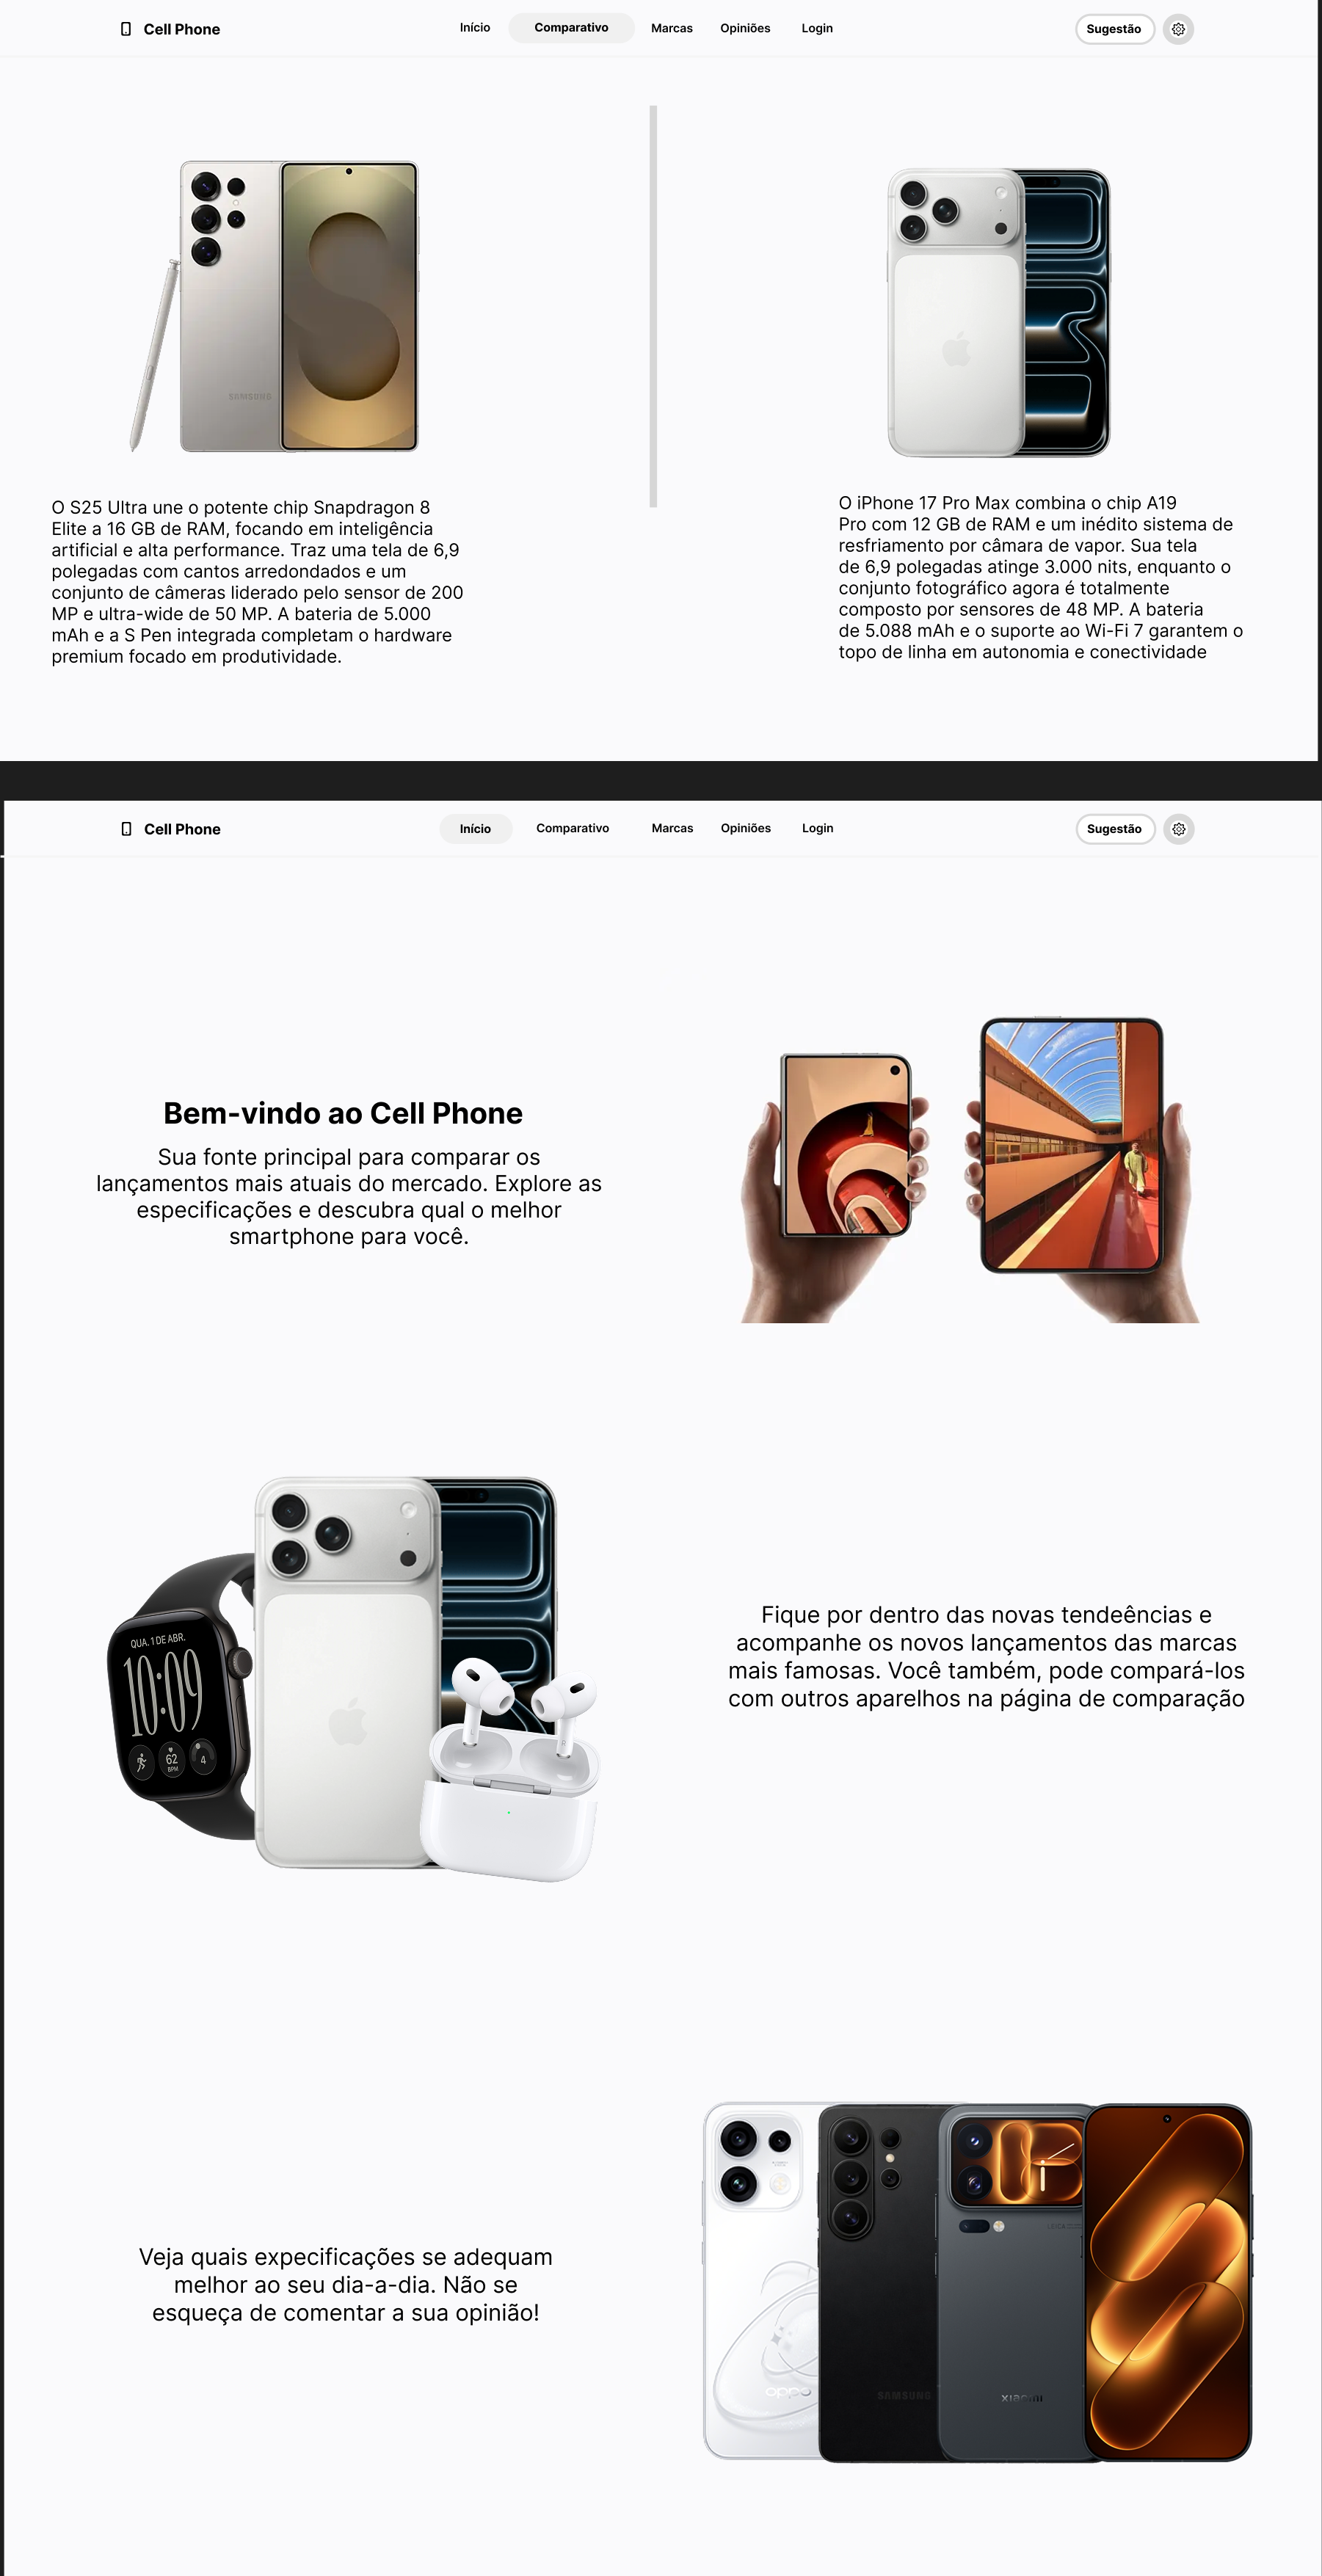 Cell Phone
Início
Comparativo
Marcas
Opiniões
Login
Sugestão
SAMSUNG
O S25 Ultra une o potente chip Snapdragon 8
Elite a 16 GB de RAM, focando em inteligência
artificial e alta performance. Traz uma tela de 6,9
polegadas com cantos arredondados e um
conjunto de câmeras liderado pelo sensor de 200
MP e ultra-wide de 50 MP. A bateria de 5.000
mAh e a S Pen integrada completam o hardware
premium focado em produtividade.
O iPhone 17 Pro Max combina o chip A19
Pro com 12 GB de RAM e um inédito sistema de
resfriamento por câmara de vapor. Sua tela
de 6,9 polegadas atinge 3.000 nits, enquanto o
conjunto fotográfico agora é totalmente
composto por sensores de 48 MP. A bateria
de 5.088 mAh e o suporte ao Wi-Fi 7 garantem o
topo de linha em autonomia e conectividade
Cell Phone
Início
Comparativo
Marcas
Opiniões
Login
Sugestão
Bem-vindo ao Cell Phone
Sua fonte principal para comparar os
lançamentos mais atuais do mercado. Explore as
especificações e descubra qual o melhor
smartphone para você.
QUA. 1 DE ABR.
10:09
62
BPM
4
Fique por dentro das novas tendeências e
acompanhe os novos lançamentos das marcas
mais famosas. Você também, pode compará-los
com outros aparelhos na página de comparação
Veja quais expecificações se adequam
melhor ao seu dia-a-dia. Não se
esqueça de comentar a sua opinião!
LEICA
oppo
SAMSUNG
xiaomi